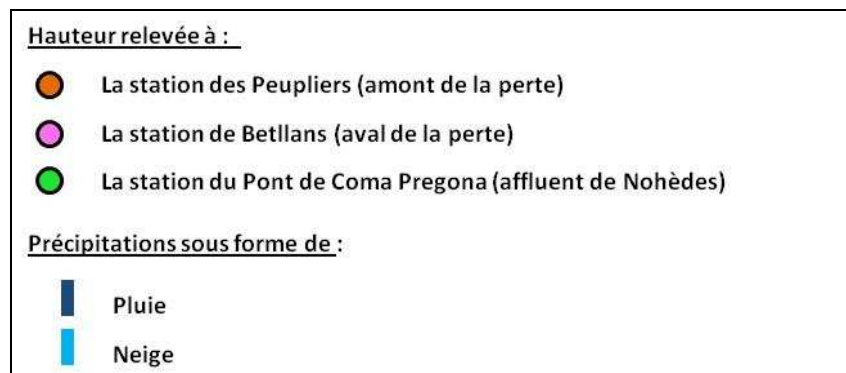 Hauteur relevée à :
La station des Peupliers (amont de la perte)
La station de Betllans (aval de la perte)
La station du Pont de Coma Pregona (affluent de Nohèdes)
Précipitations sous forme de :
Pluie
Neige